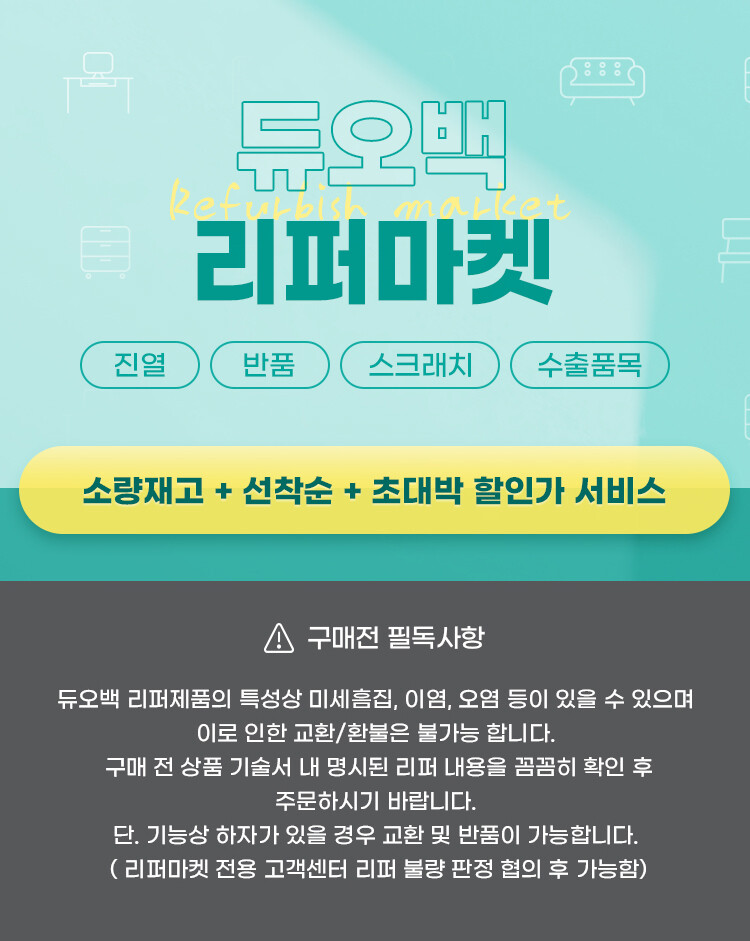 듀오백
Refurbish market
리퍼마켓
진열 반품 스크래치 수출품목
소량재고 + 선착순 + 초대박 할인가 서비스
구매전 필독사항
듀오백 리퍼제품의 특성상 미세흠집, 이염, 오염 등이 있을 수 있으며
이로 인한 교환/환불은 불가능 합니다.
구매 전 상품 기술서 내 명시된 리퍼 내용을 꼼꼼히 확인 후
주문하시기 바랍니다.
단. 기능상 하자가 있을 경우 교환 및 반품이 가능합니다.
( 리퍼마켓 전용 고객센터 리퍼 불량 판정 협의 후 가능함)